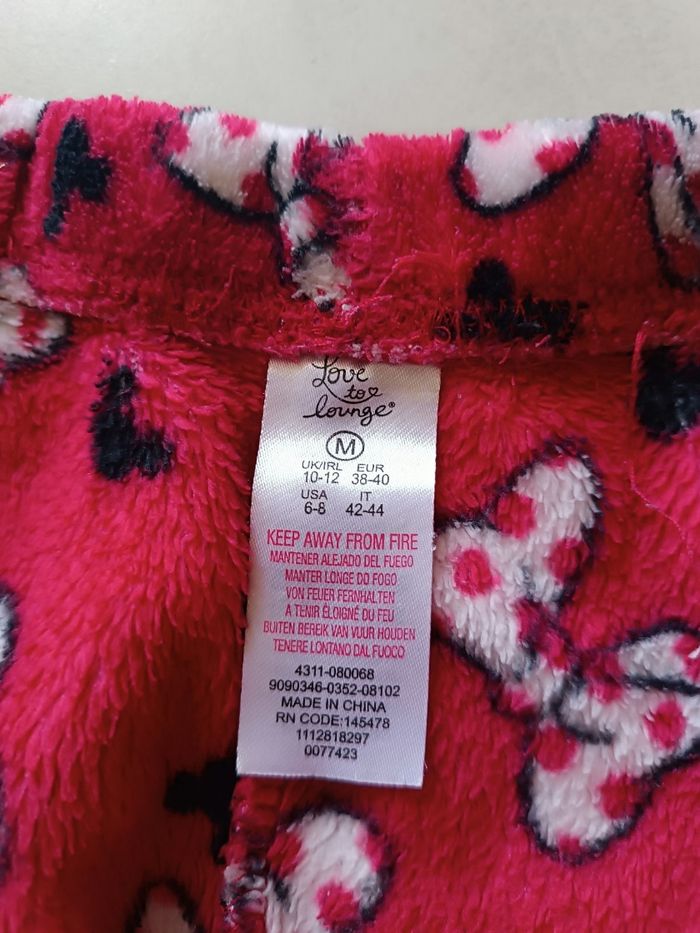 Love
to
lounge®
M
UK/IRL EUR
10-12 38-40
USA IT
6-8 42-44
KEEP AWAY FROM FIRE
MANTENER ALEJADO DEL FUEGO
MANTER LONGE DO FOGO
VON FEUER FERNHALTEN
A TENIR ÉLOIGNÉ DU FEU
BUITEN BEREIK VAN VUUR HOUDEN
TENERE LONTANO DAL FUOCO
4311-080068
9090346-0352-08102
MADE IN CHINA
RN CODE:145478
1112818297
0077423